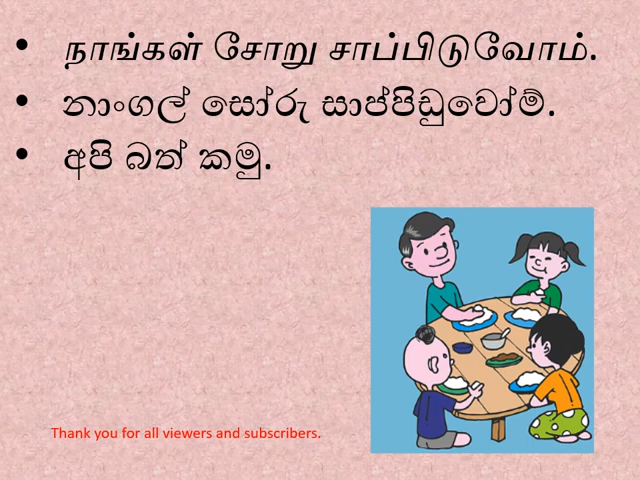 • நாங்கள் சோறு சாப்பிடுவோம்.
• නාංගල් සෝරු සාප්පිඩුවෝම්.
• අපි බත් කමු.
Thank you for all viewers and subscribers.